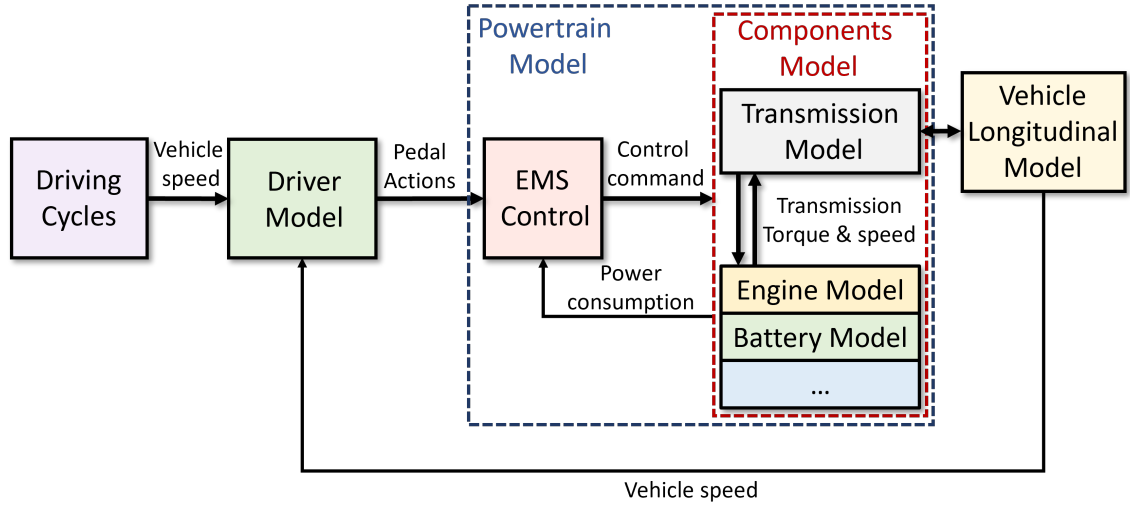 Powertrain
Model
Components
Model
Driving
Cycles
Vehicle
speed
Driver
Model
Pedal
Actions
EMS
Control
Control
command
Transmission
Model
Vehicle
Longitudinal
Model
Transmission
Torque & speed
Power
consumption
Engine Model
Battery Model
...
Vehicle speed